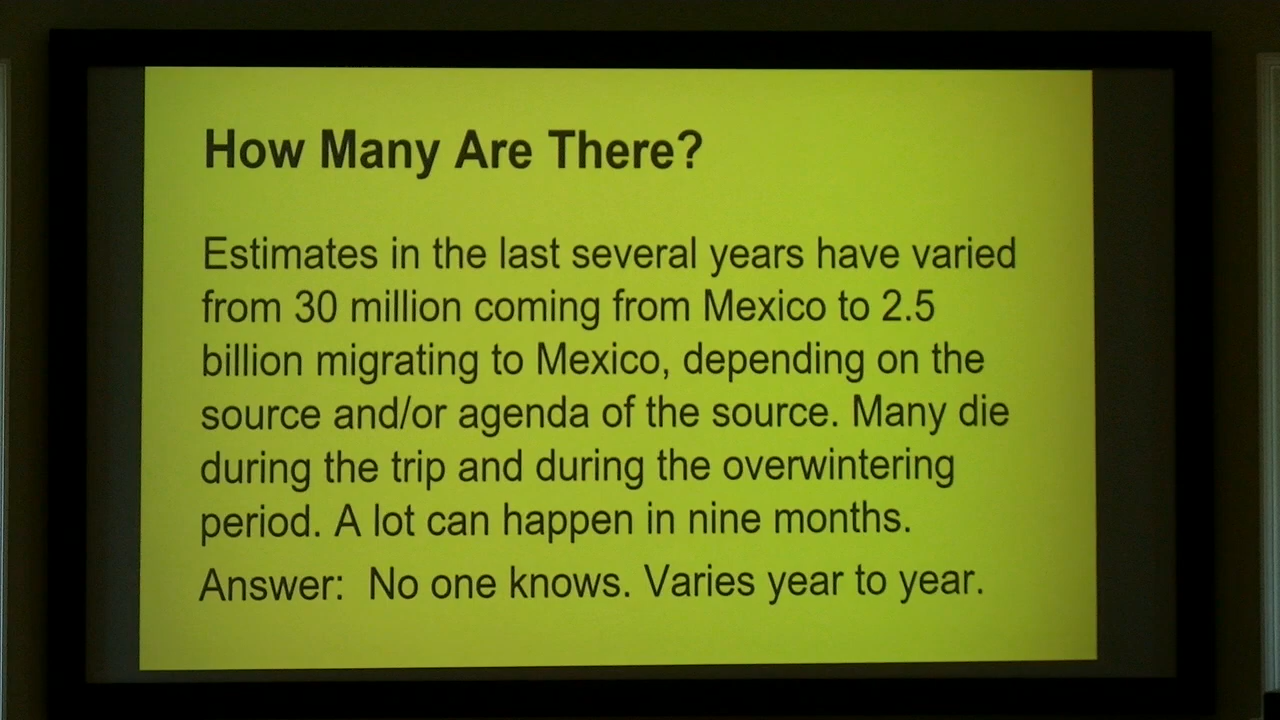 How Many Are There?
Estimates in the last several years have varied
from 30 million coming from Mexico to 2.5
billion migrating to Mexico, depending on the
source and/or agenda of the source. Many die
during the trip and during the overwintering
period. A lot can happen in nine months.
Answer: No one knows. Varies year to year.